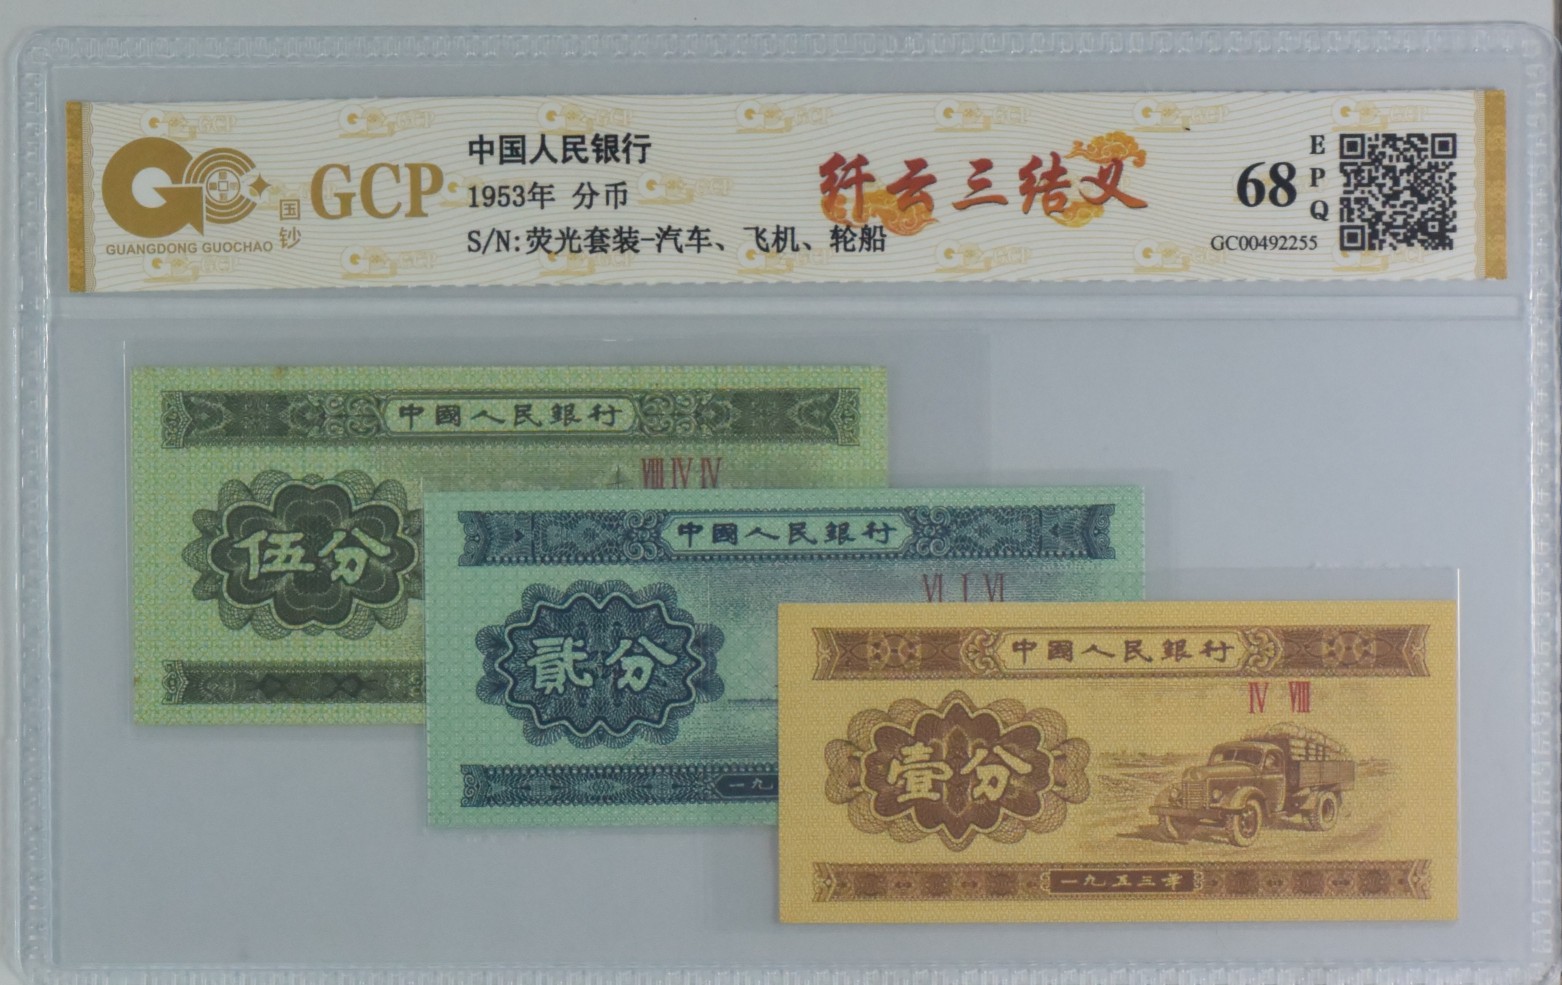 GCP
国钞
GUANGDONG GUOCHAO
中国人民银行
1953年 分币
S/N:荧光套装-汽车、飞机、轮船
纤云三结义
68
EPQ
GC00492255
中國人民銀行
VIII IV IV
伍分
中國人民銀行
VI I VI
貳分
一九
中國人民銀行
IV VIII
壹分
一九五三年